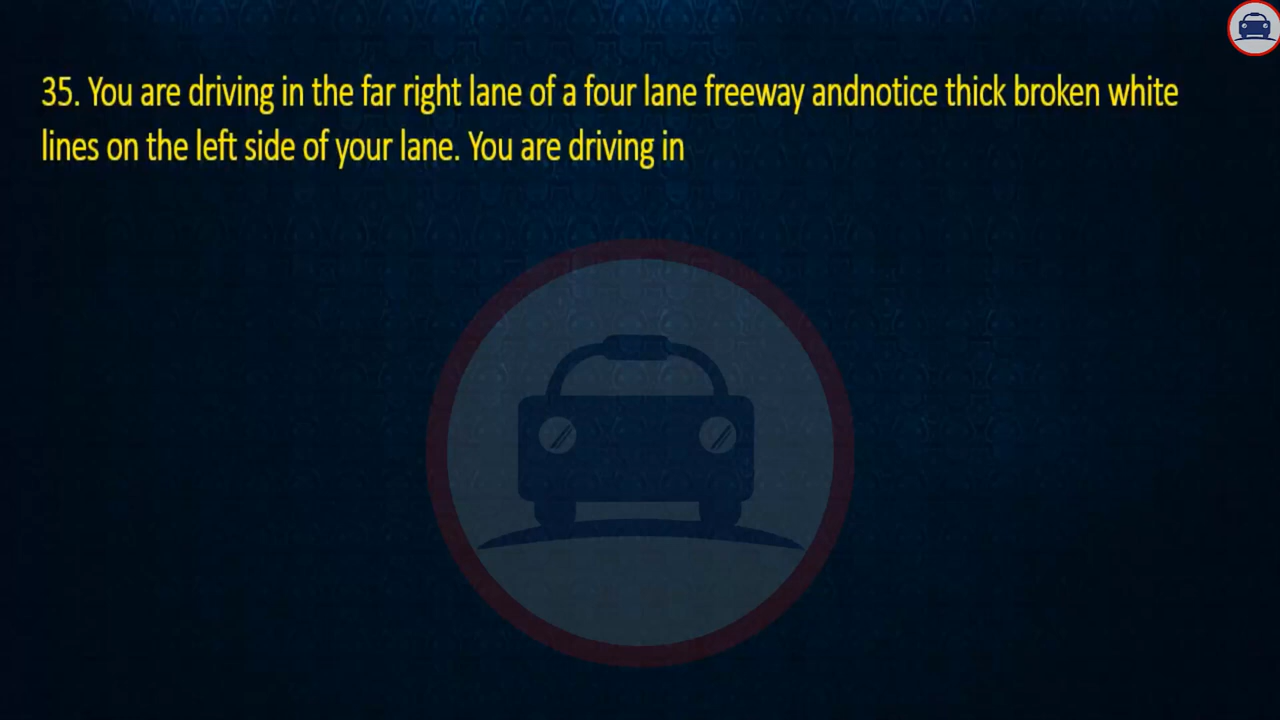 35. You are driving in the far right lane of a four lane freeway andnotice thick broken white
lines on the left side of your lane. You are driving in